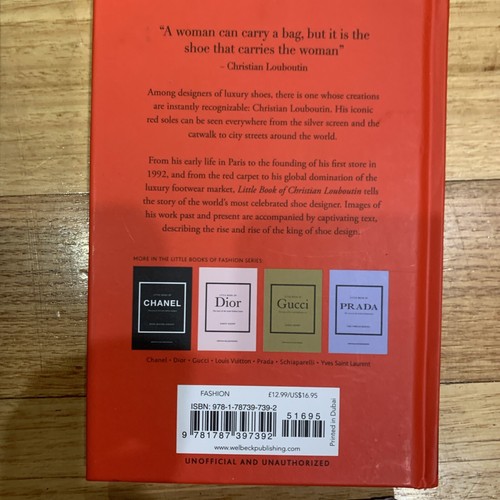 “A woman can carry a bag, but it is the
shoe that carries the woman”
– Christian Louboutin
Among designers of luxury shoes, there is one whose creations
are instantly recognizable: Christian Louboutin. His iconic
red soles can be seen everywhere from the silver screen and the
catwalk to city streets around the world.
From his early life in Paris to the founding of his first store in
1992, and from the red carpet to his global domination of the
luxury footwear market, Little Book of Christian Louboutin tells
the story of the world's most celebrated shoe designer. Images of
his work past and present are accompanied by captivating text,
describing the rise and rise of the king of shoe design.
MORE IN THE LITTLE BOOKS OF FASHION SERIES:
CHANEL
Dior
Gucci
PRADA
Chanel • Dior • Gucci • Louis Vuitton • Prada • Schiaparelli • Yves Saint Laurent
FASHION £12.99/US$16.95
ISBN: 978-1-78739-739-2
51695
9 781787 397392
Printed in Dubai
www.welbeckpublishing.com
UNOFFICIAL AND UNAUTHORIZED